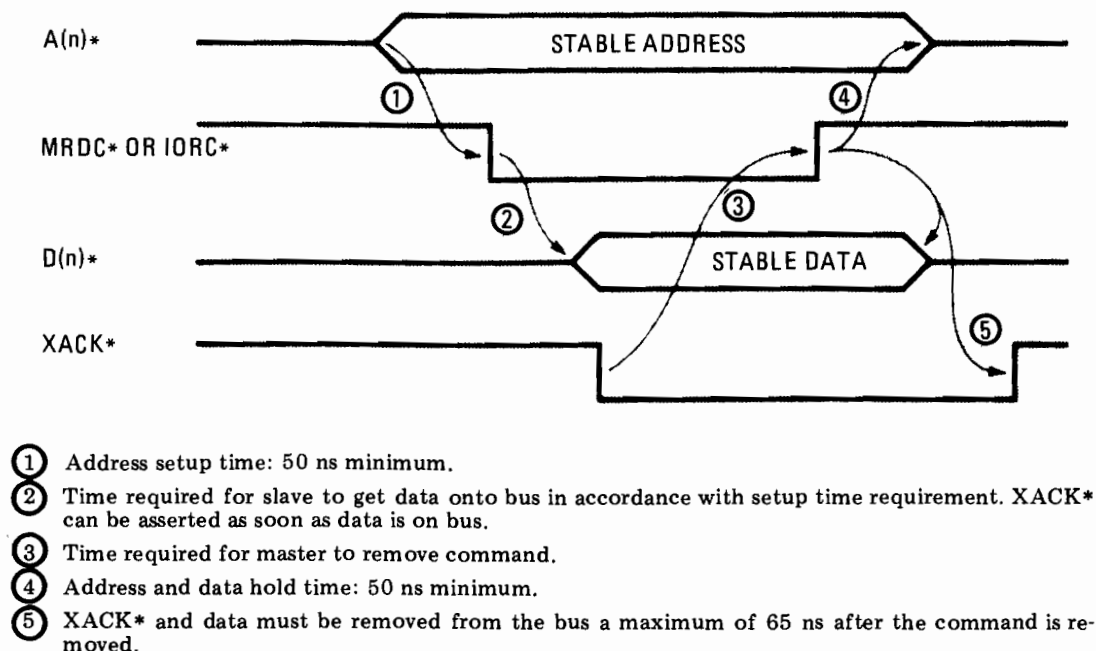 A(n)*
STABLE ADDRESS
①
④
MRDC* OR IORC*
②
③
D(n)*
STABLE DATA
XACK*
⑤
① Address setup time: 50 ns minimum.
② Time required for slave to get data onto bus in accordance with setup time requirement. XACK*
can be asserted as soon as data is on bus.
③ Time required for master to remove command.
④ Address and data hold time: 50 ns minimum.
⑤ XACK* and data must be removed from the bus a maximum of 65 ns after the command is re-
moved.